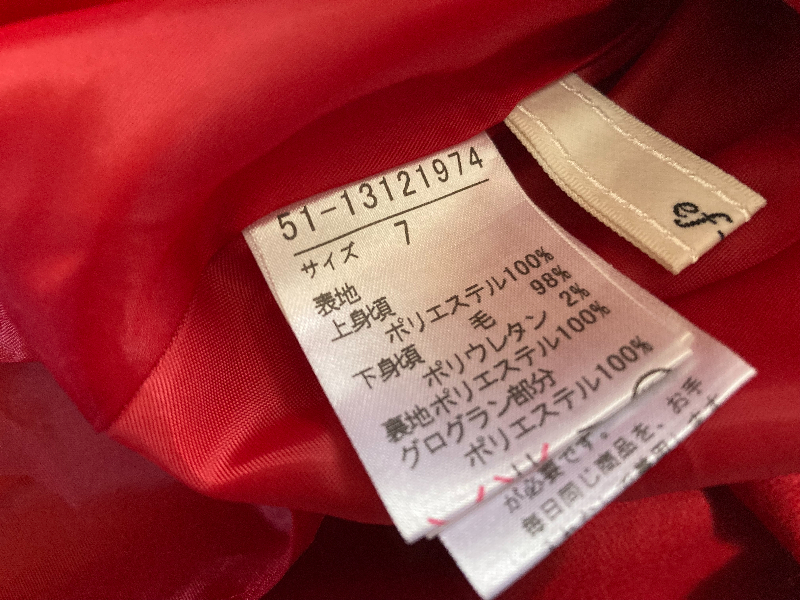 51-13121974
サイズ 7
表地
上身頃
ポリエステル100%
下身頃 毛 98%
ポリウレタン 2%
裏地ポリエステル100%
グログラン部分
ポリエステル100%
が必要です。
毎日同じ商品を、お手
of